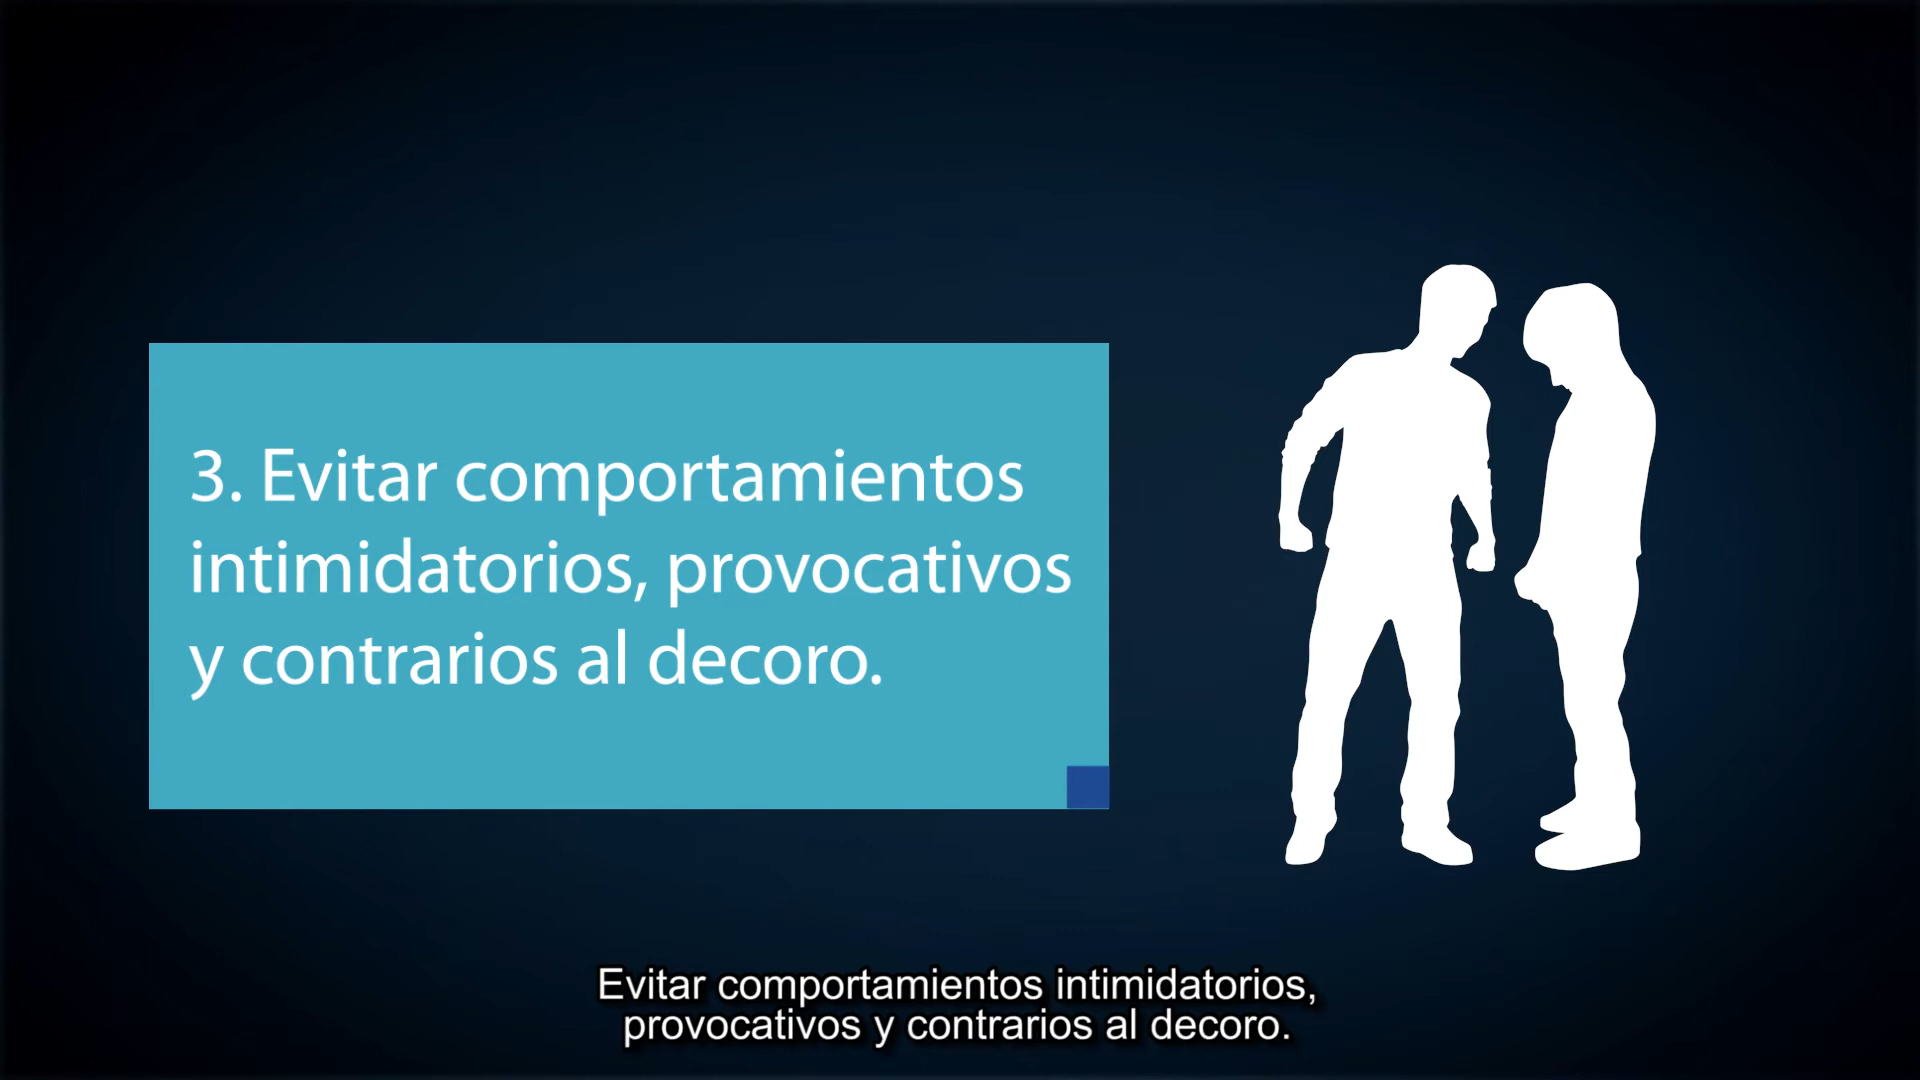 3. Evitar comportamientos
intimidatorios, provocativos
y contrarios al decoro.
Evitar comportamientos intimidatorios,
provocativos y contrarios al decoro.